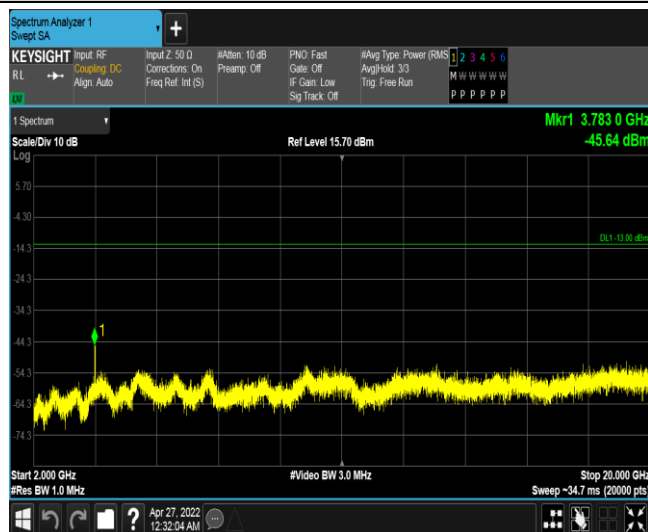 Spectrum Analyzer 1
Swept SA
+
KEYSIGHT Input: RF Input Z: 50 Ω #Atten: 10 dB PNO: Fast #Avg Type: Power (RMS 1 2 3 4 5 6
RL Coupling: DC Corrections: On Preamp: Off Gate: Off Avg|Hold: 3/3 M W W W W W
Align: Auto Freq Ref: Int (S) IF Gain: Low Trig: Free Run
LXI Sig Track: Off P P P P P P
1 Spectrum Mkr1 3.783 0 GHz
Scale/Div 10 dB Ref Level 15.70 dBm -45.64 dBm
Log
5.70
-4.30
DL1 -13.00 dBm
-14.3
-24.3
-34.3
1
-44.3
-54.3
-64.3
-74.3
Start 2.000 GHz #Video BW 3.0 MHz Stop 20.000 GHz
#Res BW 1.0 MHz Sweep ~34.7 ms (20000 pts)
? Apr 27, 2022
12:32:04 AM